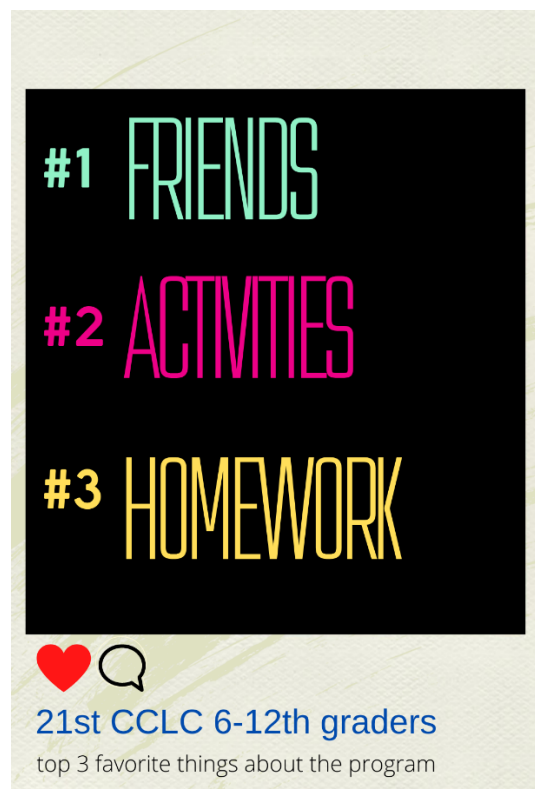 #1 FRIENDS
#2 ACTIVITIES
#3 HOMEWORK
21st CCLC 6-12th graders
top 3 favorite things about the program